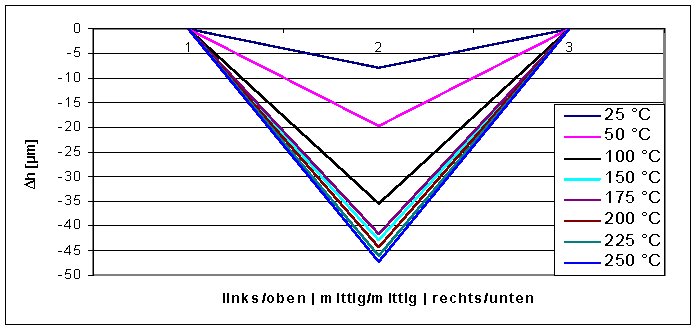 0
-5
-10
-15
-20
-25
-30
-35
-40
-45
-50
Δh [µm]
1 2 3
25 °C
50 °C
100 °C
150 °C
175 °C
200 °C
225 °C
250 °C
links/oben | mittig/mittig | rechts/unten